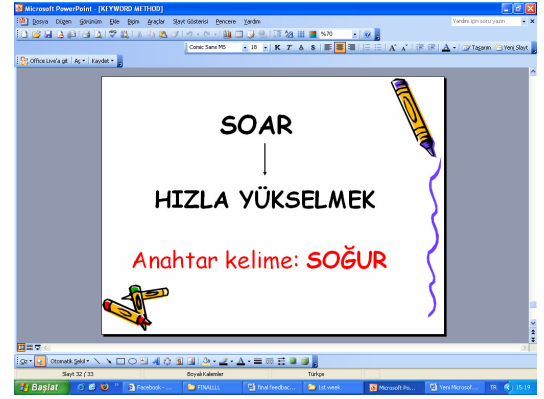 Microsoft PowerPoint - [KEYWORD METHOD]
Dosya Düzen Görünüm Ekle Biçim Araçlar Slayt Gösterisi Pencere Yardım
Yardım için soru yazın
%70
Comic Sans MS 18 K T A S Tasarım Yeni Slayt
Office Live'a git Aç Kaydet
SOAR
HIZLA YÜKSELMEK
Anahtar kelime: SOĞUR
Çiz Otomatik Şekil
Slayt 32 / 33 Boyalı Kalemler Türkçe
Başlat Facebook - ... FINALLLL final feedbac... 1st week Microsoft Po... Yeni Microsof... TR 15:19